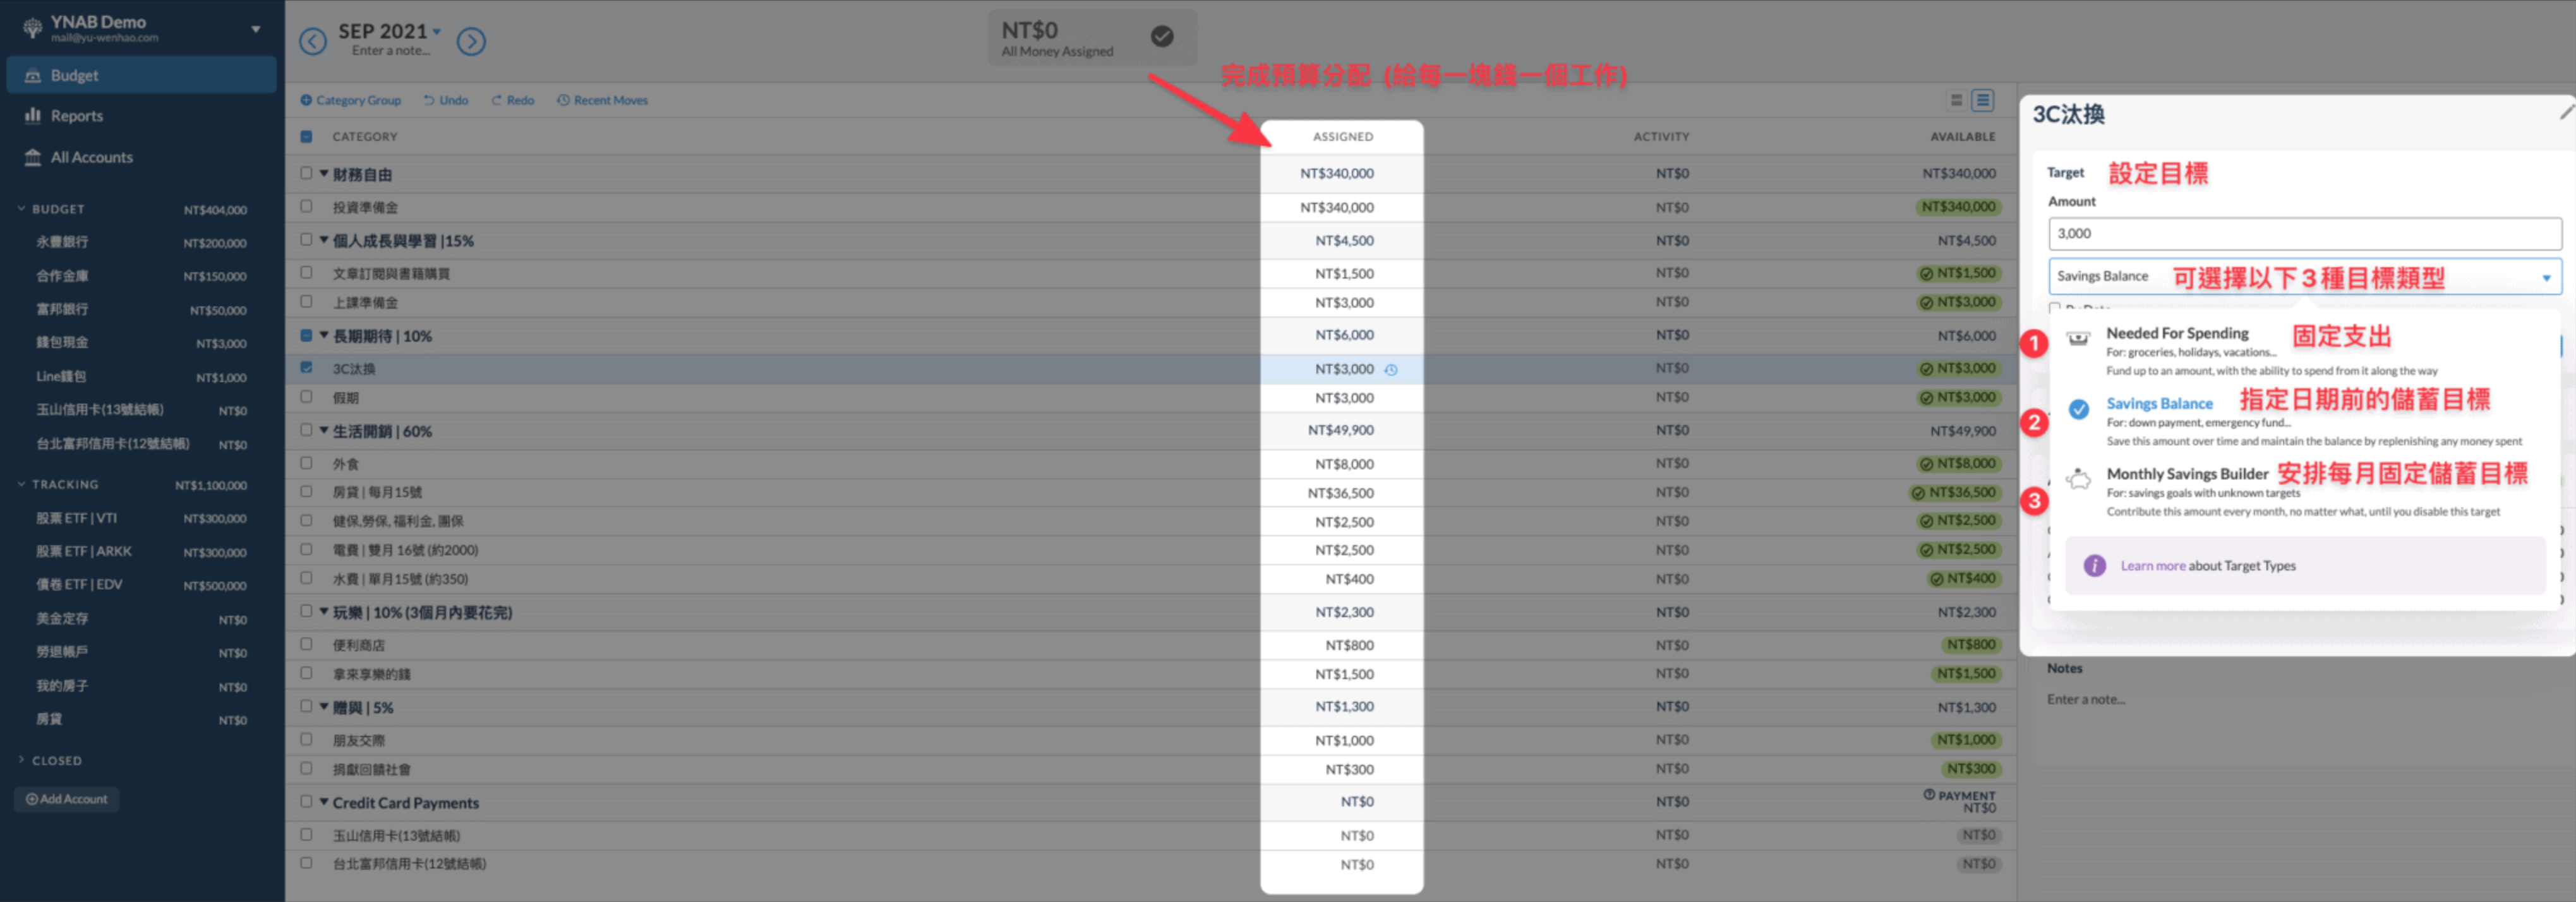 YNAB Demo
mail@yu-wenhao.com
Budget
Reports
All Accounts
BUDGET NT$404,000
永豐銀行 NT$200,000
合作金庫 NT$150,000
富邦銀行 NT$50,000
錢包現金 NT$3,000
Line錢包 NT$1,000
玉山信用卡(13號結帳) NT$0
台北富邦信用卡(12號結帳) NT$0
TRACKING NT$1,100,000
股票 ETF | VTI NT$300,000
股票 ETF | ARKK NT$300,000
債卷 ETF | EDV NT$500,000
美金定存 NT$0
勞退帳戶 NT$0
我的房子 NT$0
房貸 NT$0
CLOSED
Add Account
SEP 2021
Enter a note...
NT$0
All Money Assigned
完成預算分配 (給每一塊錢一個工作)
Category Group Undo Redo Recent Moves
CATEGORY ASSIGNED ACTIVITY AVAILABLE
財務自由 NT$340,000 NT$0 NT$340,000
投資準備金 NT$340,000 NT$0 NT$340,000
個人成長與學習 |15% NT$4,500 NT$0 NT$4,500
文章訂閱與書籍購買 NT$1,500 NT$0 NT$1,500
上課準備金 NT$3,000 NT$0 NT$3,000
長期期待 | 10% NT$6,000 NT$0 NT$6,000
3C汰換 NT$3,000 NT$0 NT$3,000
假期 NT$3,000 NT$0 NT$3,000
生活開銷 | 60% NT$49,900 NT$0 NT$49,900
外食 NT$8,000 NT$0 NT$8,000
房貸 | 每月15號 NT$36,500 NT$0 NT$36,500
健保,勞保, 福利金, 團保 NT$2,500 NT$0 NT$2,500
電費 | 雙月 16號 (約2000) NT$2,500 NT$0 NT$2,500
水費 | 單月15號 (約350) NT$400 NT$0 NT$400
玩樂 | 10% (3個月內要花完) NT$2,300 NT$0 NT$2,300
便利商店 NT$800 NT$0 NT$800
拿來享樂的錢 NT$1,500 NT$0 NT$1,500
贈與 | 5% NT$1,300 NT$0 NT$1,300
朋友交際 NT$1,000 NT$0 NT$1,000
捐獻回饋社會 NT$300 NT$0 NT$300
Credit Card Payments NT$0 NT$0 PAYMENT NT$0
玉山信用卡(13號結帳) NT$0 NT$0 NT$0
台北富邦信用卡(12號結帳) NT$0 NT$0 NT$0
3C汰換
Target 設定目標
Amount
3,000
Savings Balance 可選擇以下3種目標類型
1 Needed For Spending 固定支出
For: groceries, holidays, vacations...
Fund up to an amount, with the ability to spend from it along the way
2 Savings Balance 指定日期前的儲蓄目標
For: down payment, emergency fund...
Save this amount over time and maintain the balance by replenishing any money spent
3 Monthly Savings Builder 安排每月固定儲蓄目標
For: savings goals with unknown targets
Contribute this amount every month, no matter what, until you disable this target
Learn more about Target Types
Notes
Enter a note...